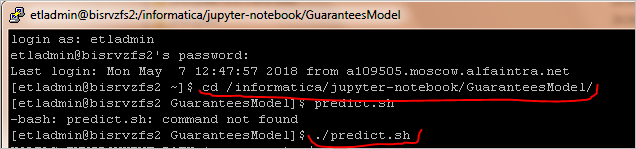 etladmin@bisrvzfs2:/informatica/jupyter-notebook/GuaranteesModel
login as: etladmin
etladmin@bisrvzfs2's password:
Last login: Mon May  7 12:47:57 2018 from a109505.moscow.alfaintra.net
[etladmin@bisrvzfs2 ~]$ cd /informatica/jupyter-notebook/GuaranteesModel/
[etladmin@bisrvzfs2 GuaranteesModel]$ predict.sh
-bash: predict.sh: command not found
[etladmin@bisrvzfs2 GuaranteesModel]$ ./predict.sh